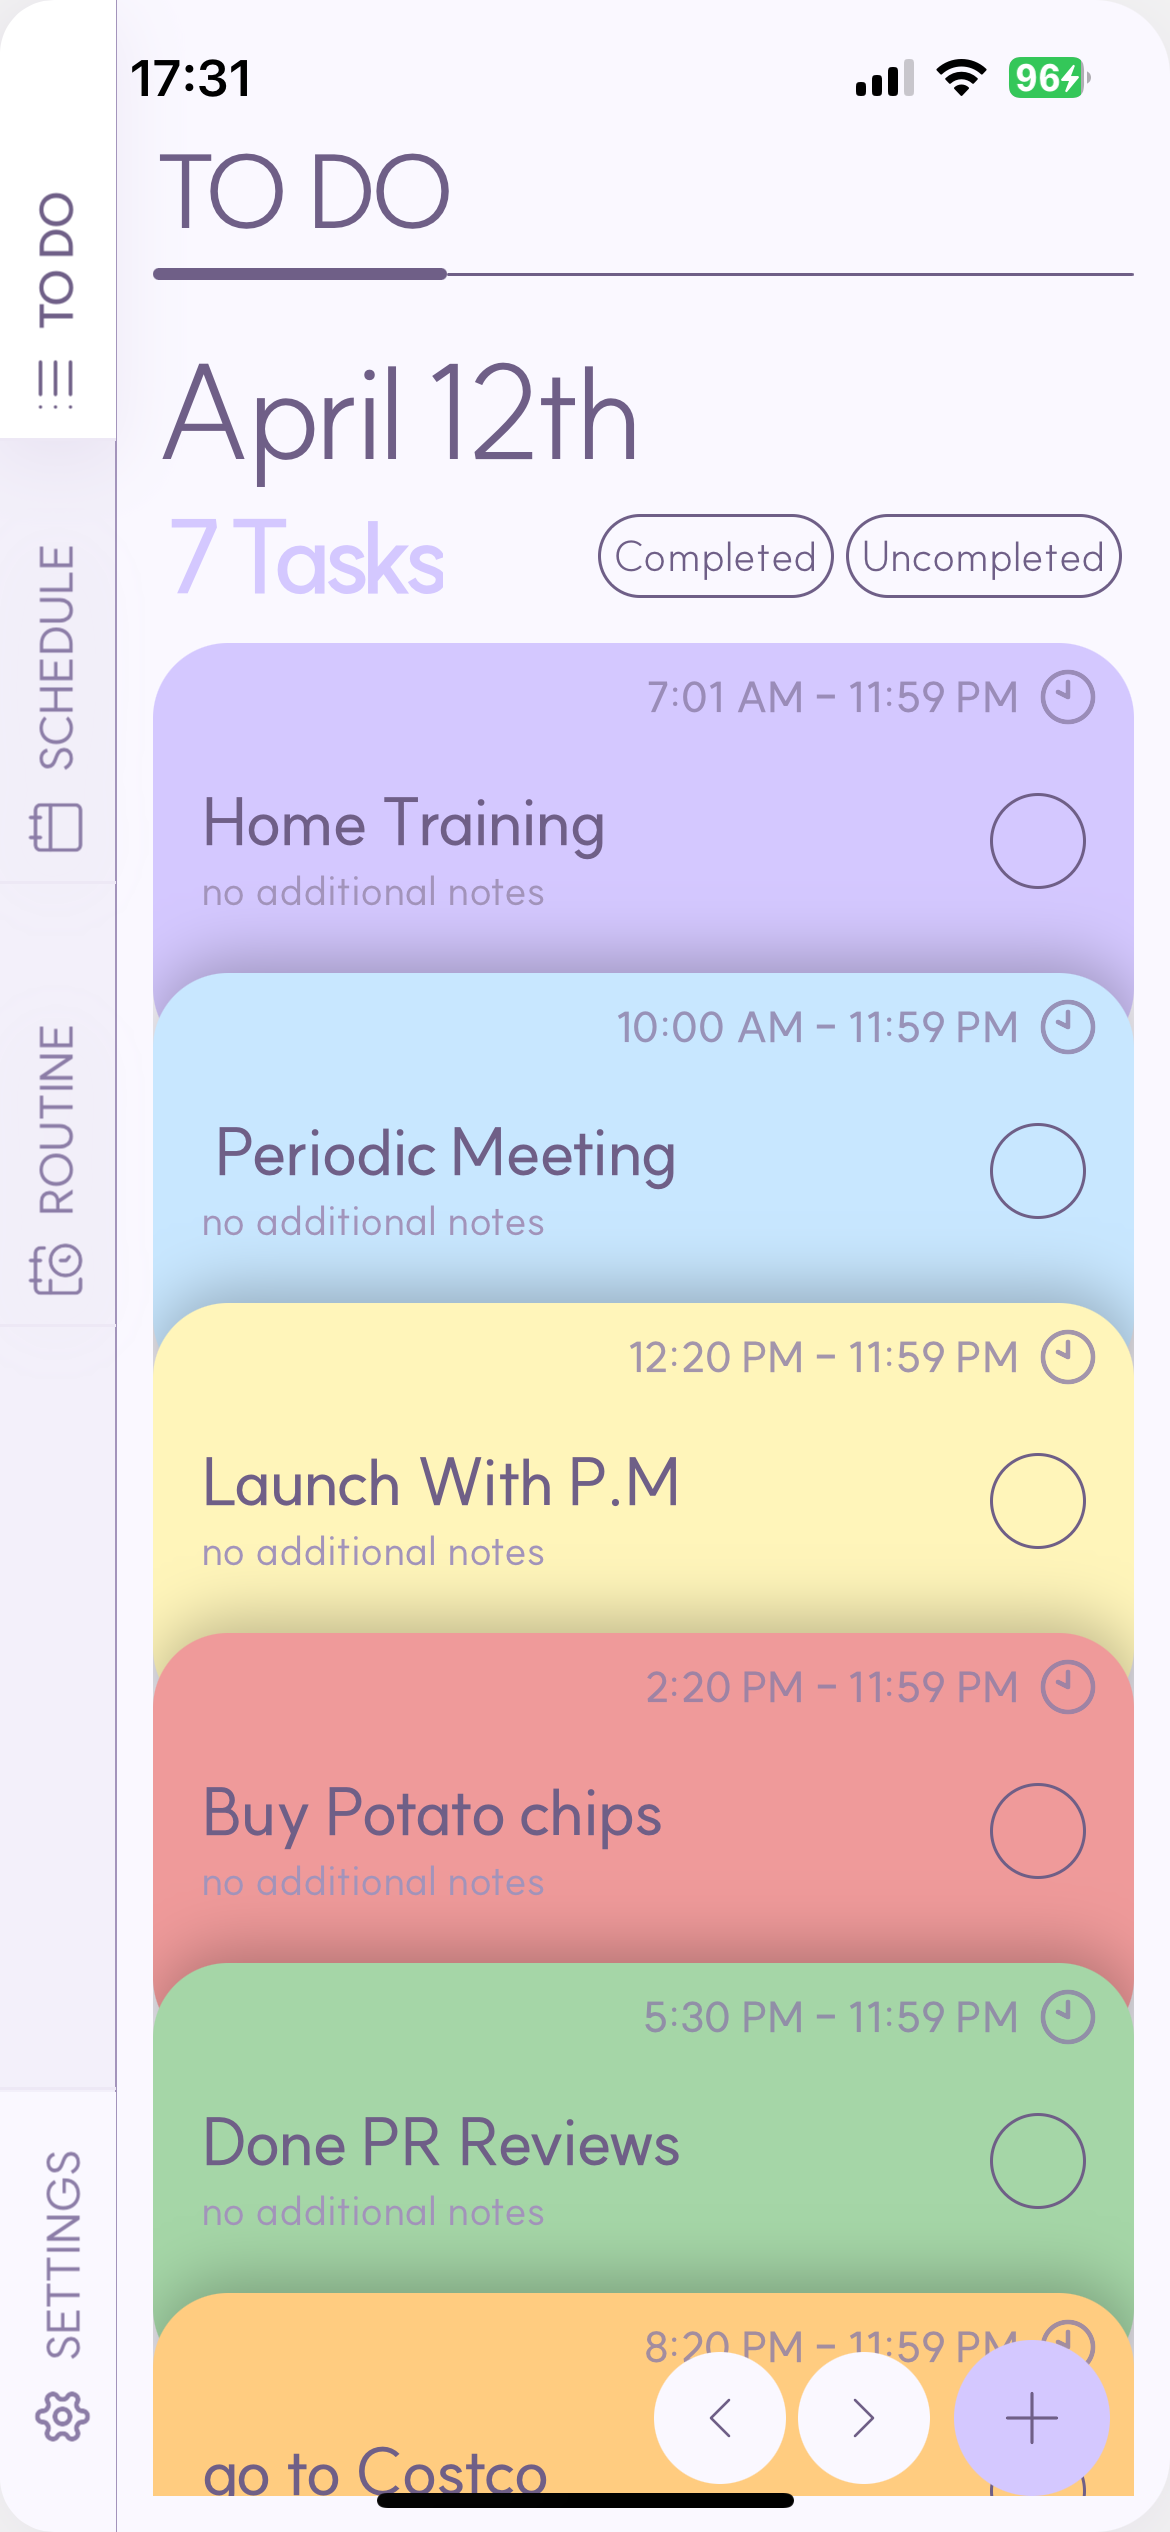 17:31
96
TO DO
TO DO
April 12th
7 Tasks
Completed
Uncompleted
SCHEDULE
7:01 AM – 11:59 PM
Home Training
no additional notes
10:00 AM – 11:59 PM
Periodic Meeting
no additional notes
ROUTINE
12:20 PM – 11:59 PM
Launch With P.M
no additional notes
2:20 PM – 11:59 PM
Buy Potato chips
no additional notes
5:30 PM – 11:59 PM
Done PR Reviews
no additional notes
SETTINGS
8:20 PM – 11:59 PM
go to Costco